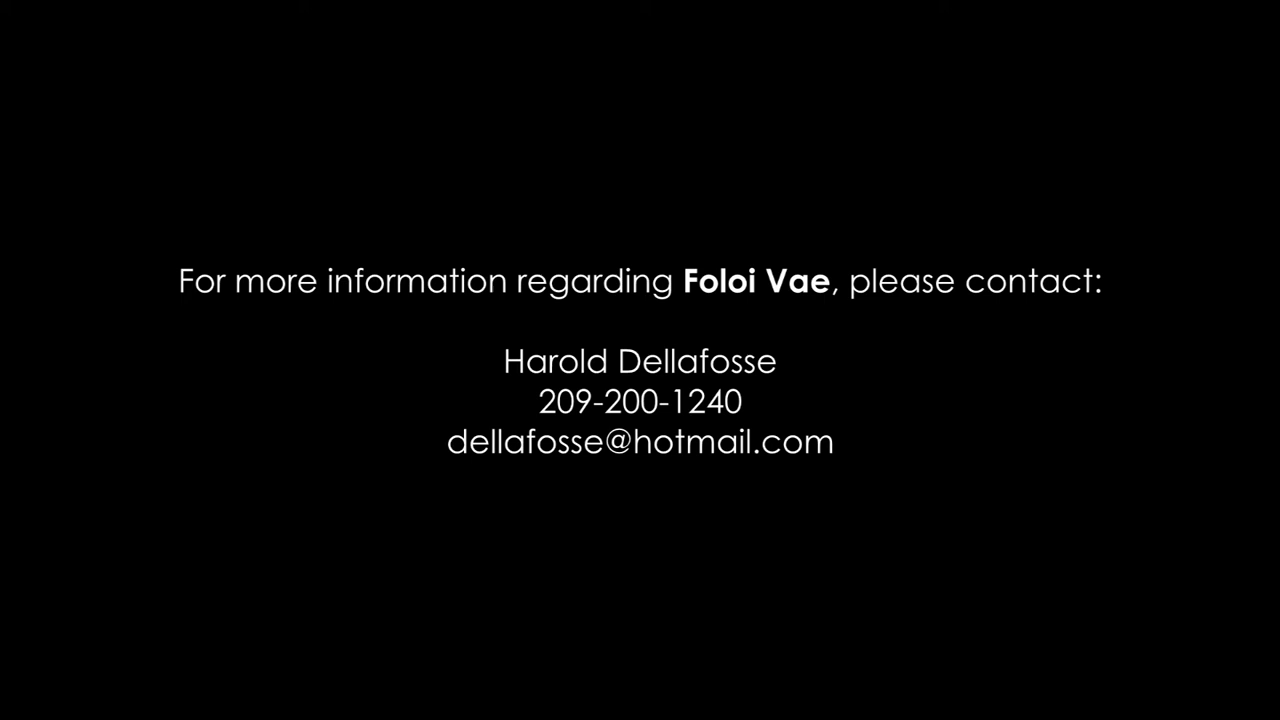 For more information regarding Foloi Vae, please contact:
Harold Dellafosse
209-200-1240
dellafosse@hotmail.com